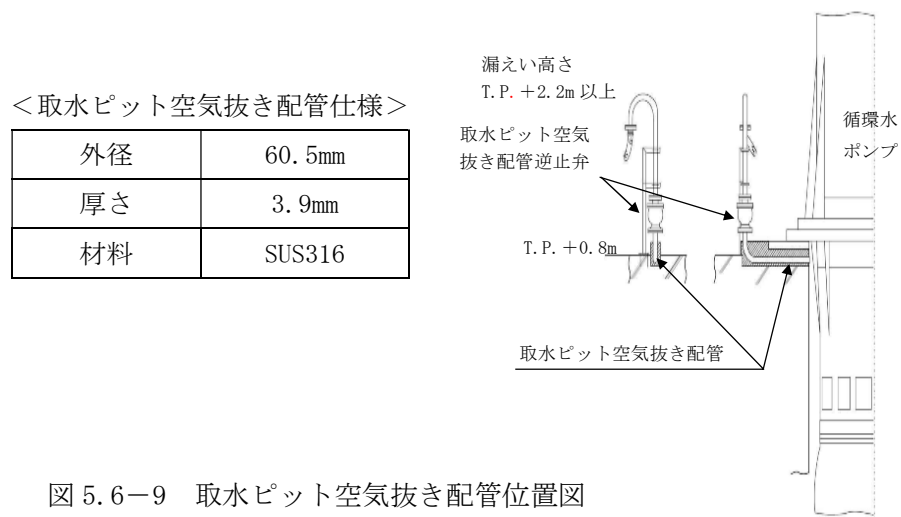 ＜取水ピット空気抜き配管仕様＞
外径 60.5mm
厚さ 3.9mm
材料 SUS316
漏えい高さ
T.P.＋2.2m 以上
取水ピット空気
抜き配管逆止弁
循環水
ポンプ
T.P.＋0.8m
取水ピット空気抜き配管
図 5.6－9 取水ピット空気抜き配管位置図